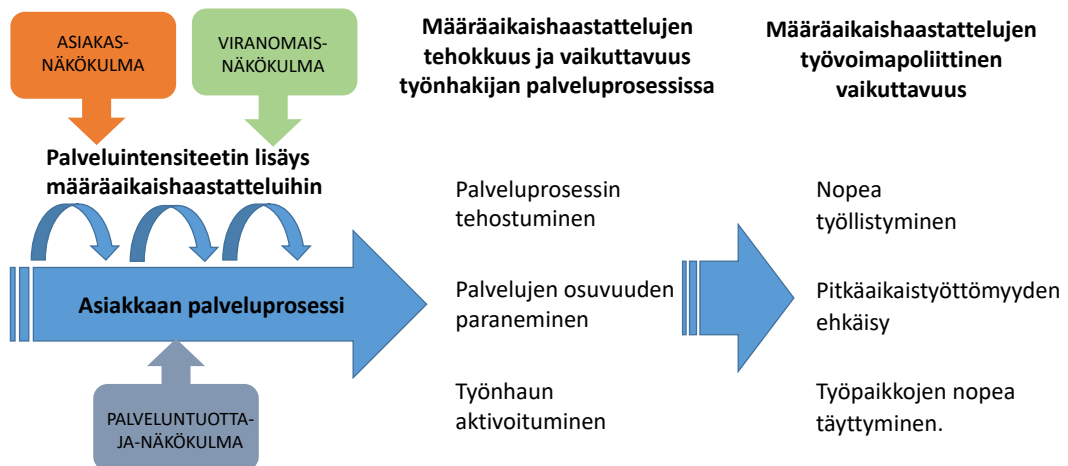 ASIAKAS-
NÄKÖKULMA
VIRANOMAIS-
NÄKÖKULMA
Palveluintensiteetin lisäys
määräaikaishaastatteluihin
Asiakkaan palveluprosessi
PALVELUNTUOTTA-
JA-NÄKÖKULMA
Määräaikaishaastattelujen
tehokkuus ja vaikuttavuus
työnhakijan palveluprosessissa
Palveluprosessin
tehostuminen
Palvelujen osuvuuden
paraneminen
Työnhaun
aktivoituminen
Määräaikaishaastattelujen
työvoimapoliittinen
vaikuttavuus
Nopea
työllistyminen
Pitkäaikaistyöttömyyden
ehkäisy
Työpaikkojen nopea
täyttyminen.